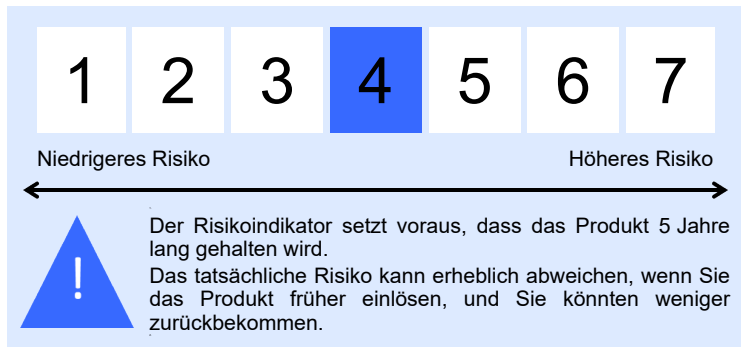 1 2 3 4 5 6 7
Niedrigeres Risiko Höheres Risiko
!
Der Risikoindikator setzt voraus, dass das Produkt 5 Jahre
lang gehalten wird.
Das tatsächliche Risiko kann erheblich abweichen, wenn Sie
das Produkt früher einlösen, und Sie könnten weniger
zurückbekommen.